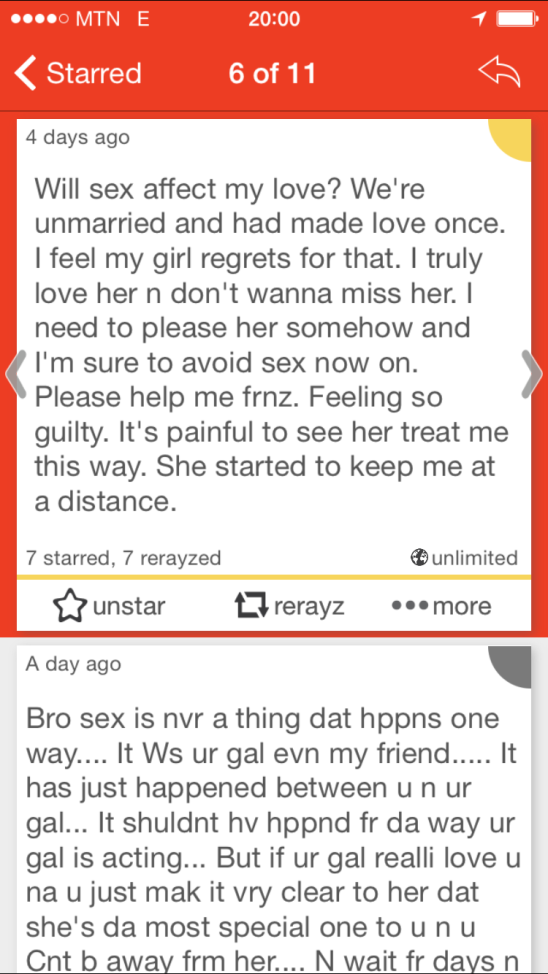 MTN E 20:00
Starred 6 of 11
4 days ago
Will sex affect my love? We're
unmarried and had made love once.
I feel my girl regrets for that. I truly
love her n don't wanna miss her. I
need to please her somehow and
I'm sure to avoid sex now on.
Please help me frnz. Feeling so
guilty. It's painful to see her treat me
this way. She started to keep me at
a distance.
7 starred, 7 rerayzed unlimited
unstar rerayz more
A day ago
Bro sex is nvr a thing dat hppns one
way.... It Ws ur gal evn my friend..... It
has just happened between u n ur
gal... It shuldnt hv hppnd fr da way ur
gal is acting... But if ur gal realli love u
na u just mak it vry clear to her dat
she's da most special one to u n u
Cnt b away frm her.... N wait fr days n